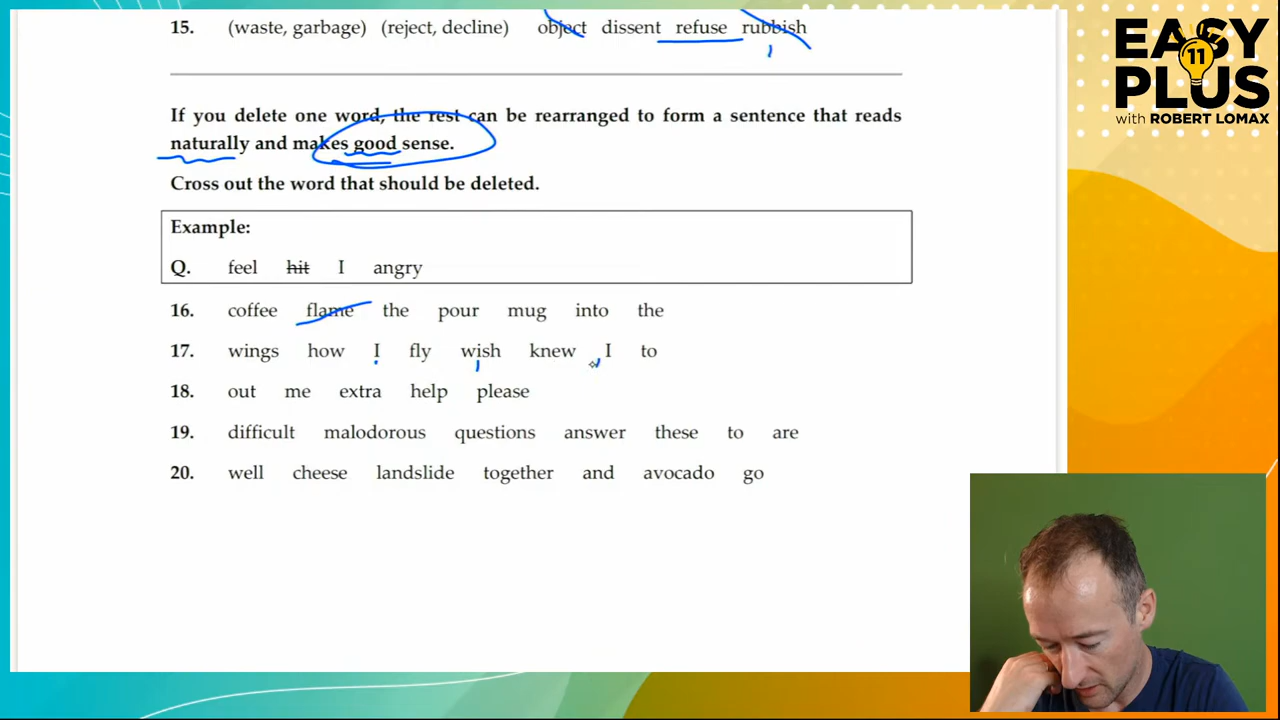 15. (waste, garbage) (reject, decline) object dissent refuse rubbish
If you delete one word, the rest can be rearranged to form a sentence that reads
naturally and makes good sense.
Cross out the word that should be deleted.
Example:
Q. feel hit I angry
16. coffee flame the pour mug into the
17. wings how I fly wish knew I to
18. out me extra help please
19. difficult malodorous questions answer these to are
20. well cheese landslide together and avocado go
EASY
11
PLUS
with ROBERT LOMAX